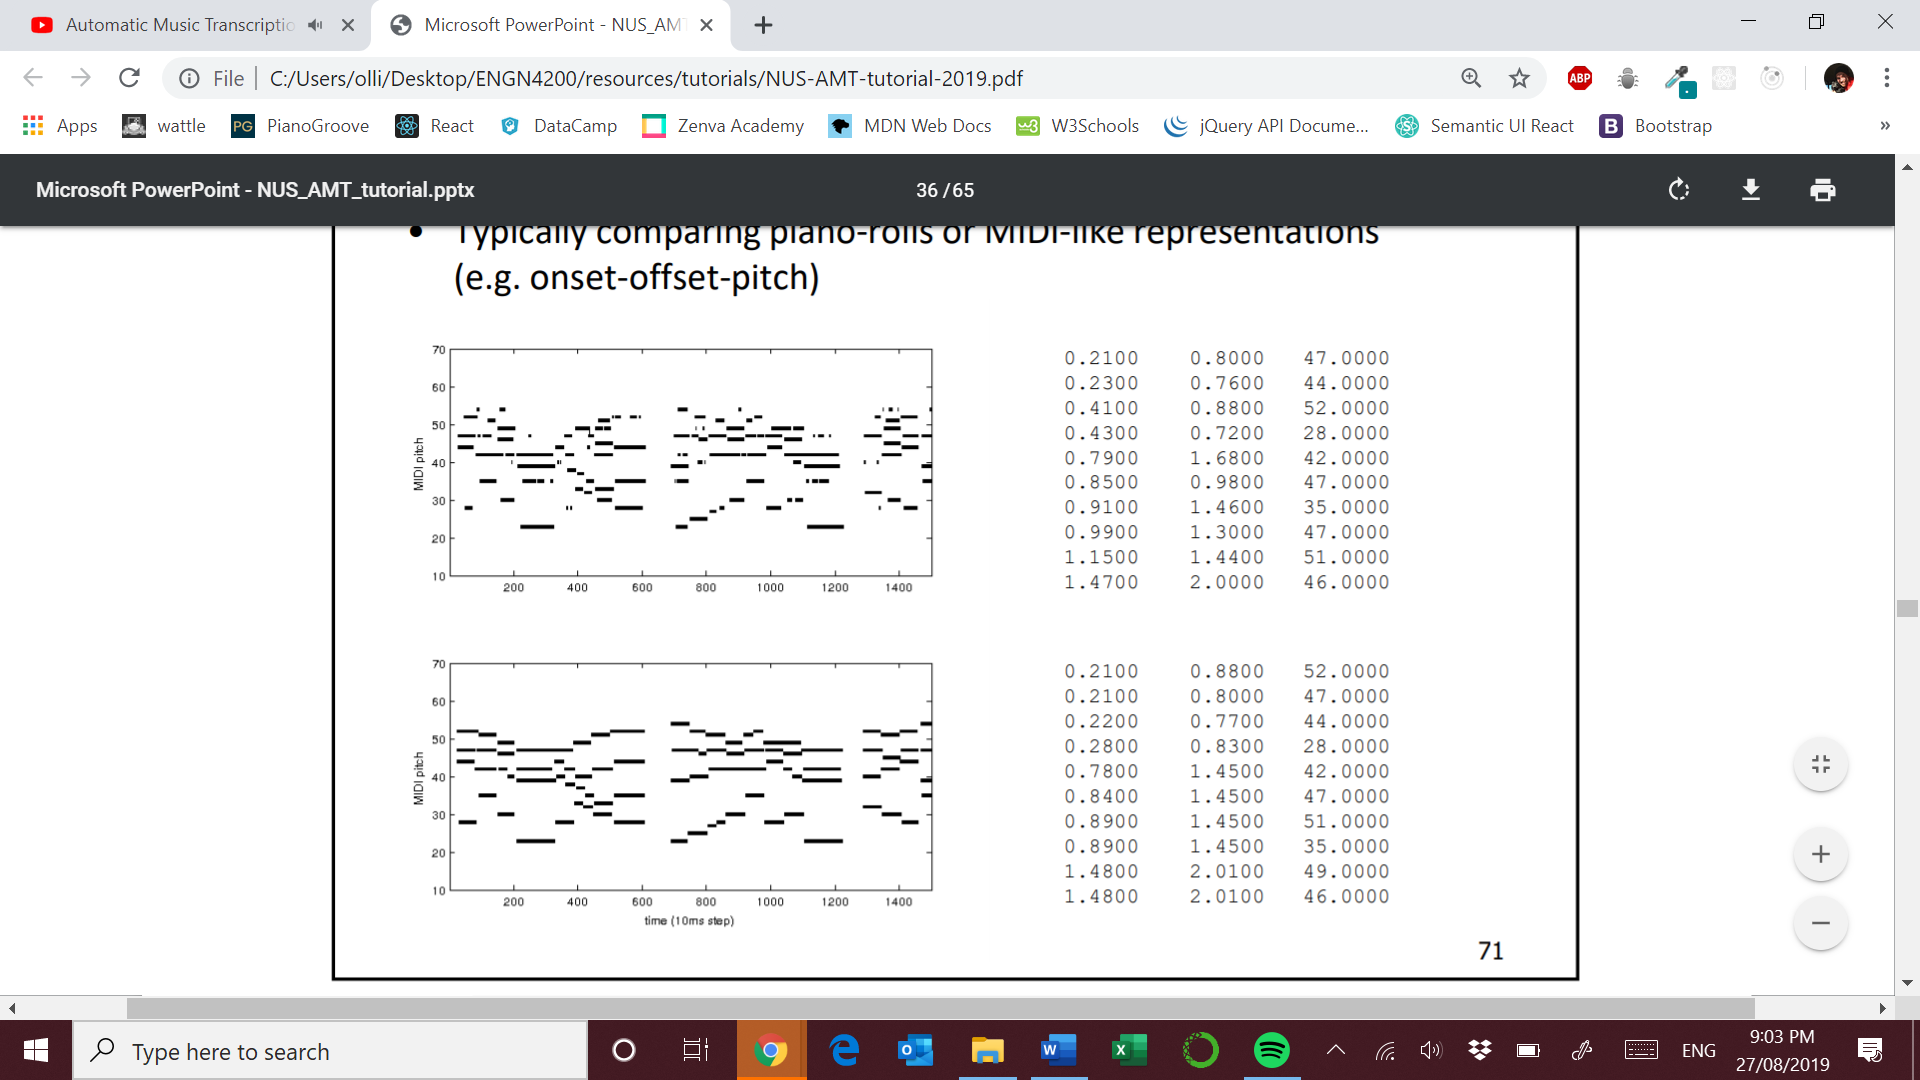 Automatic Music Transcriptio
Microsoft PowerPoint - NUS_AMT
File C:/Users/olli/Desktop/ENGN4200/resources/tutorials/NUS-AMT-tutorial-2019.pdf
ABP
Apps wattle PG PianoGroove React DataCamp Zenva Academy MDN Web Docs W3Schools jQuery API Docume... Semantic UI React B Bootstrap »
Microsoft PowerPoint - NUS_AMT_tutorial.pptx 36 / 65
• Typically comparing piano-rolls or MIDI-like representations
(e.g. onset-offset-pitch)
70
60
50
40
30
20
10
MIDI pitch
200 400 600 800 1000 1200 1400
0.2100 0.8000 47.0000
0.2300 0.7600 44.0000
0.4100 0.8800 52.0000
0.4300 0.7200 28.0000
0.7900 1.6800 42.0000
0.8500 0.9800 47.0000
0.9100 1.4600 35.0000
0.9900 1.3000 47.0000
1.1500 1.4400 51.0000
1.4700 2.0000 46.0000
70
60
50
40
30
20
10
MIDI pitch
200 400 600 800 1000 1200 1400
time (10ms step)
0.2100 0.8800 52.0000
0.2100 0.8000 47.0000
0.2200 0.7700 44.0000
0.2800 0.8300 28.0000
0.7800 1.4500 42.0000
0.8400 1.4500 47.0000
0.8900 1.4500 51.0000
0.8900 1.4500 35.0000
1.4800 2.0100 49.0000
1.4800 2.0100 46.0000
71
Type here to search
ENG
9:03 PM
27/08/2019